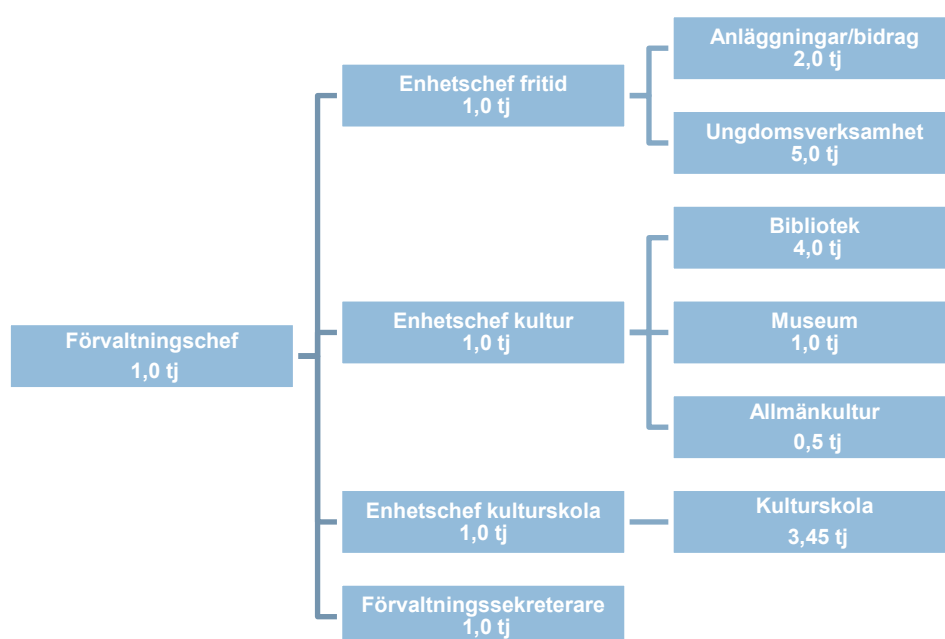 Förvaltningschef
1,0 tj
Enhetschef fritid
1,0 tj
Anläggningar/bidrag
2,0 tj
Ungdomsverksamhet
5,0 tj
Enhetschef kultur
1,0 tj
Bibliotek
4,0 tj
Museum
1,0 tj
Allmänkultur
0,5 tj
Enhetschef kulturskola
1,0 tj
Kulturskola
3,45 tj
Förvaltningssekreterare
1,0 tj